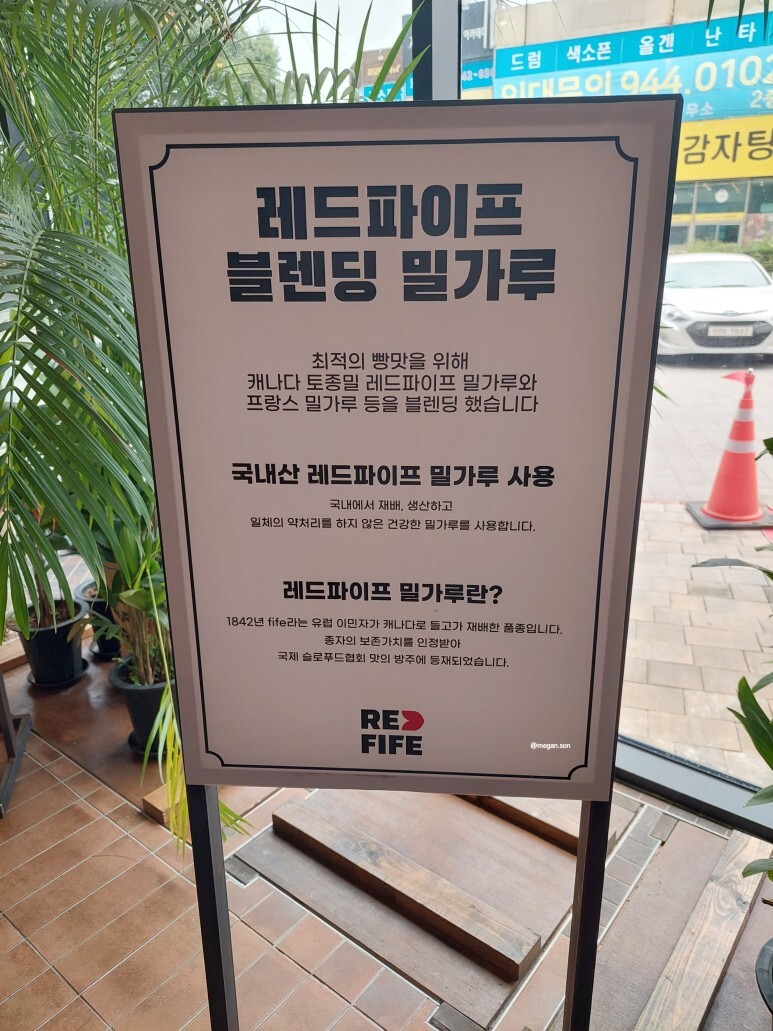 드럼 색소폰 올겐 난타
임대문의 944.0102
무소 2층
감자탕
레드파이프
블렌딩 밀가루
최적의 빵맛을 위해
캐나다 토종밀 레드파이프 밀가루와
프랑스 밀가루 등을 블렌딩 했습니다
국내산 레드파이프 밀가루 사용
국내에서 재배, 생산하고
일체의 약처리를 하지 않은 건강한 밀가루를 사용합니다.
레드파이프 밀가루란?
1842년 fife라는 유럽 이민자가 캐나다로 들고가 재배한 품종입니다.
종자의 보존가치를 인정받아
국제 슬로푸드협회 맛의 방주에 등재되었습니다.
RED
FIFE
@megan.son